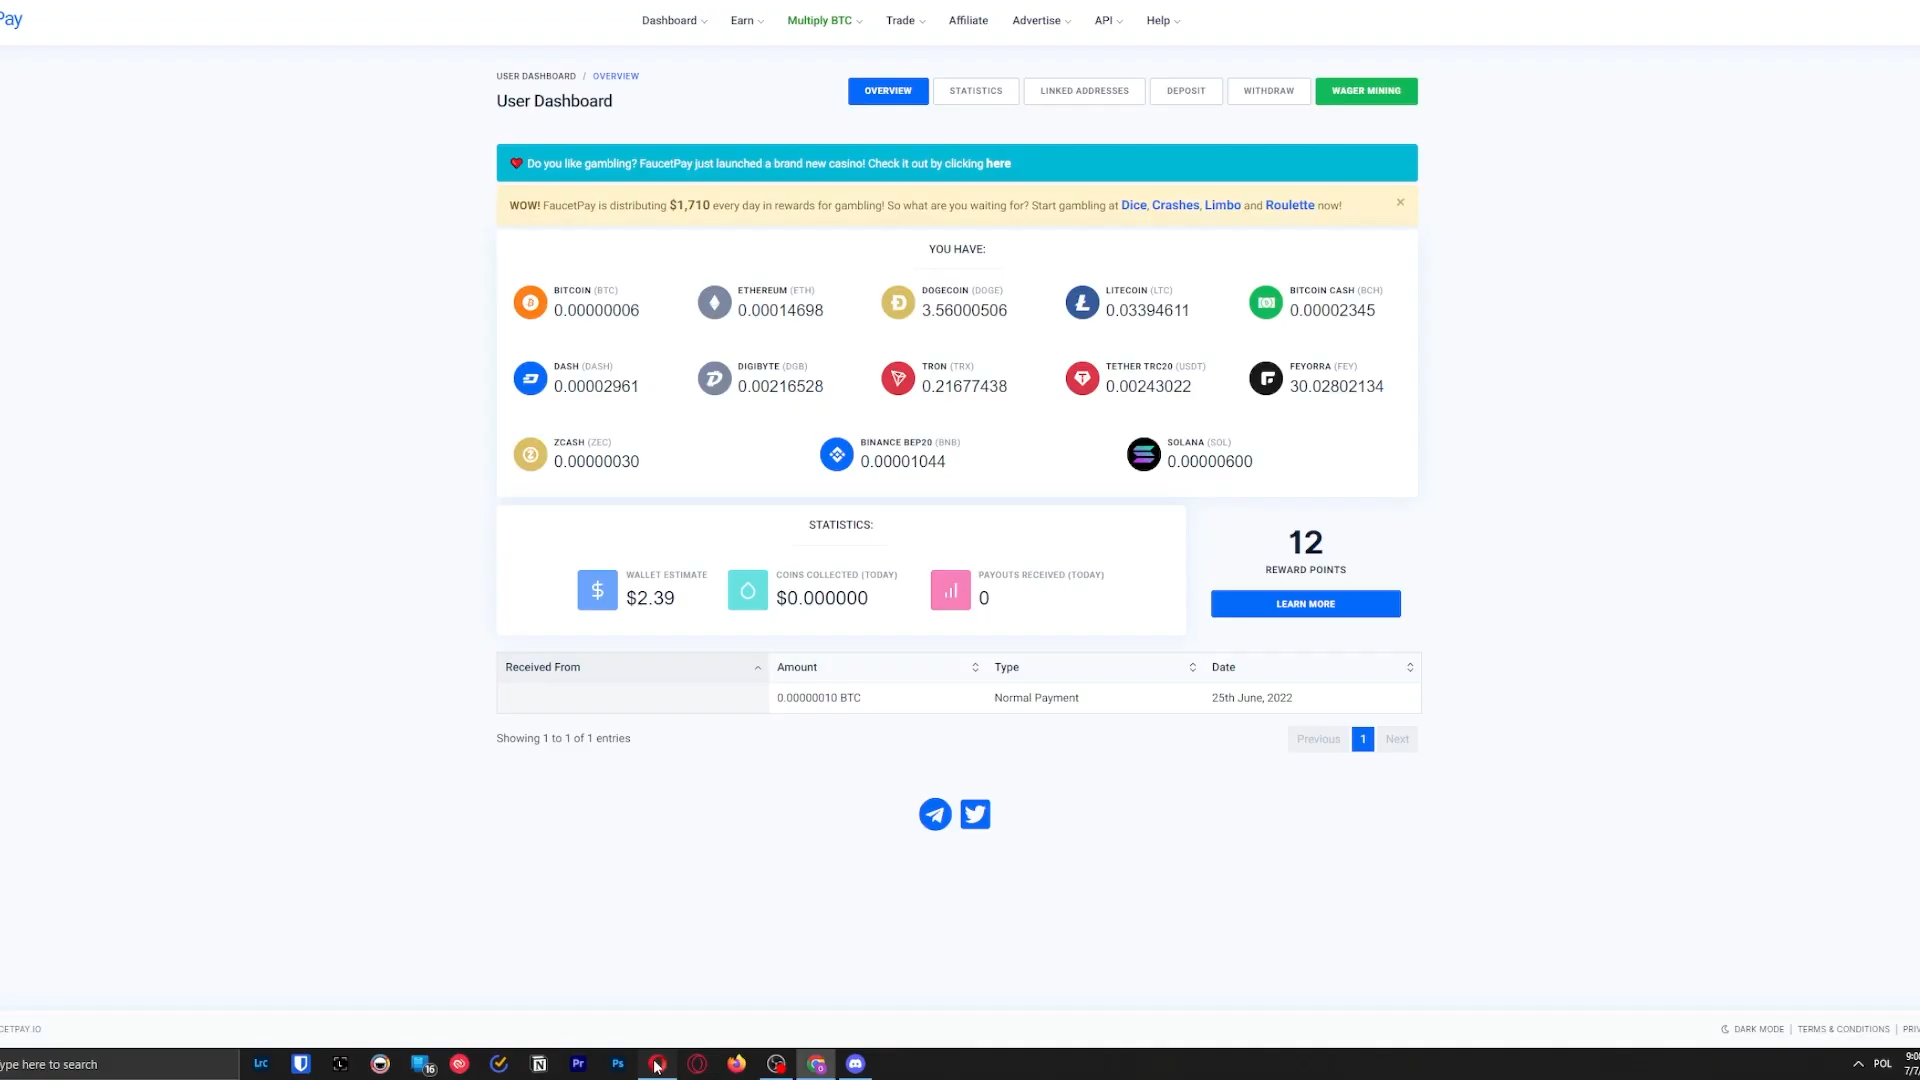 Pay
Dashboard Earn Multiply BTC Trade Affiliate Advertise API Help
USER DASHBOARD / OVERVIEW
User Dashboard
OVERVIEW STATISTICS LINKED ADDRESSES DEPOSIT WITHDRAW WAGER MINING
Do you like gambling? FaucetPay just launched a brand new casino! Check it out by clicking here
WOW! FaucetPay is distributing $1,710 every day in rewards for gambling! So what are you waiting for? Start gambling at Dice, Crashes, Limbo and Roulette now! ×
YOU HAVE:
BITCOIN (BTC) ETHEREUM (ETH) DOGECOIN (DOGE) LITECOIN (LTC) BITCOIN CASH (BCH)
0.00000006 0.00014698 3.56000506 0.03394611 0.00002345
DASH (DASH) DIGIBYTE (DGB) TRON (TRX) TETHER TRC20 (USDT) FEYORRA (FEY)
0.00002961 0.00216528 0.21677438 0.00243022 30.02802134
ZCASH (ZEC) BINANCE BEP20 (BNB) SOLANA (SOL)
0.00000030 0.00001044 0.00000600
STATISTICS:
WALLET ESTIMATE COINS COLLECTED (TODAY) PAYOUTS RECEIVED (TODAY)
$2.39 $0.000000 0
12
REWARD POINTS
LEARN MORE
Received From Amount Type Date
0.00000010 BTC Normal Payment 25th June, 2022
Showing 1 to 1 of 1 entries
Previous 1 Next
CETPAY.IO
DARK MODE | TERMS & CONDITIONS | PRIV
ype here to search
Lrc 16 Pr Ps
POL
9:0
7/7